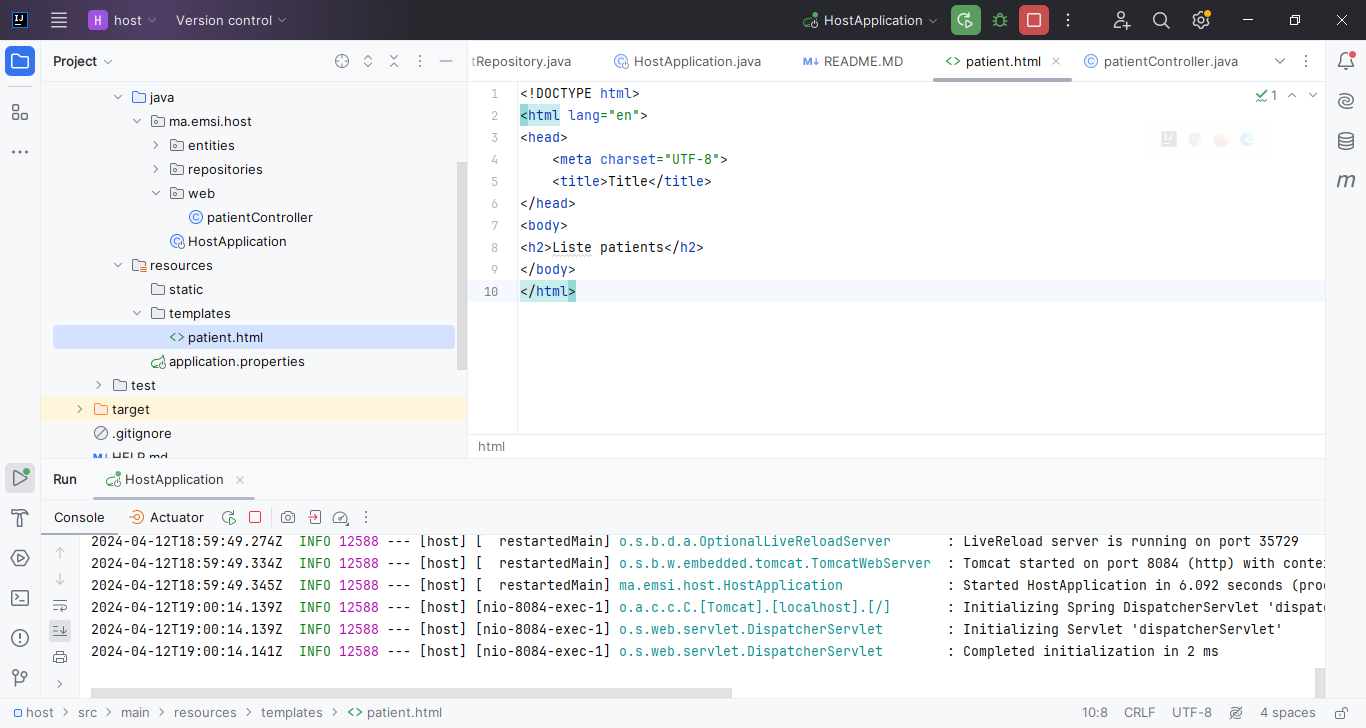 H host Version control HostApplication
Project
java
ma.emsi.host
entities
repositories
web
patientController
HostApplication
resources
static
templates
patient.html
application.properties
test
target
.gitignore
HELP.md
tRepository.java HostApplication.java README.MD patient.html patientController.java
1 <!DOCTYPE html>
2 <html lang="en">
3 <head>
4     <meta charset="UTF-8">
5     <title>Title</title>
6 </head>
7 <body>
8 <h2>Liste patients</h2>
9 </body>
10 </html>
1
html
m
Run HostApplication
Console Actuator
2024-04-12T18:59:49.274Z  INFO 12588 --- [host] [  restartedMain] o.s.b.d.a.OptionalLiveReloadServer       : LiveReload server is running on port 35729
2024-04-12T18:59:49.334Z  INFO 12588 --- [host] [  restartedMain] o.s.b.w.embedded.tomcat.TomcatWebServer  : Tomcat started on port 8084 (http) with conte
2024-04-12T18:59:49.345Z  INFO 12588 --- [host] [  restartedMain] ma.emsi.host.HostApplication             : Started HostApplication in 6.092 seconds (pro
2024-04-12T19:00:14.139Z  INFO 12588 --- [host] [nio-8084-exec-1] o.a.c.c.C.[Tomcat].[localhost].[/]       : Initializing Spring DispatcherServlet 'dispat
2024-04-12T19:00:14.139Z  INFO 12588 --- [host] [nio-8084-exec-1] o.s.web.servlet.DispatcherServlet        : Initializing Servlet 'dispatcherServlet'
2024-04-12T19:00:14.141Z  INFO 12588 --- [host] [nio-8084-exec-1] o.s.web.servlet.DispatcherServlet        : Completed initialization in 2 ms
host > src > main > resources > templates > patient.html 10:8 CRLF UTF-8 4 spaces